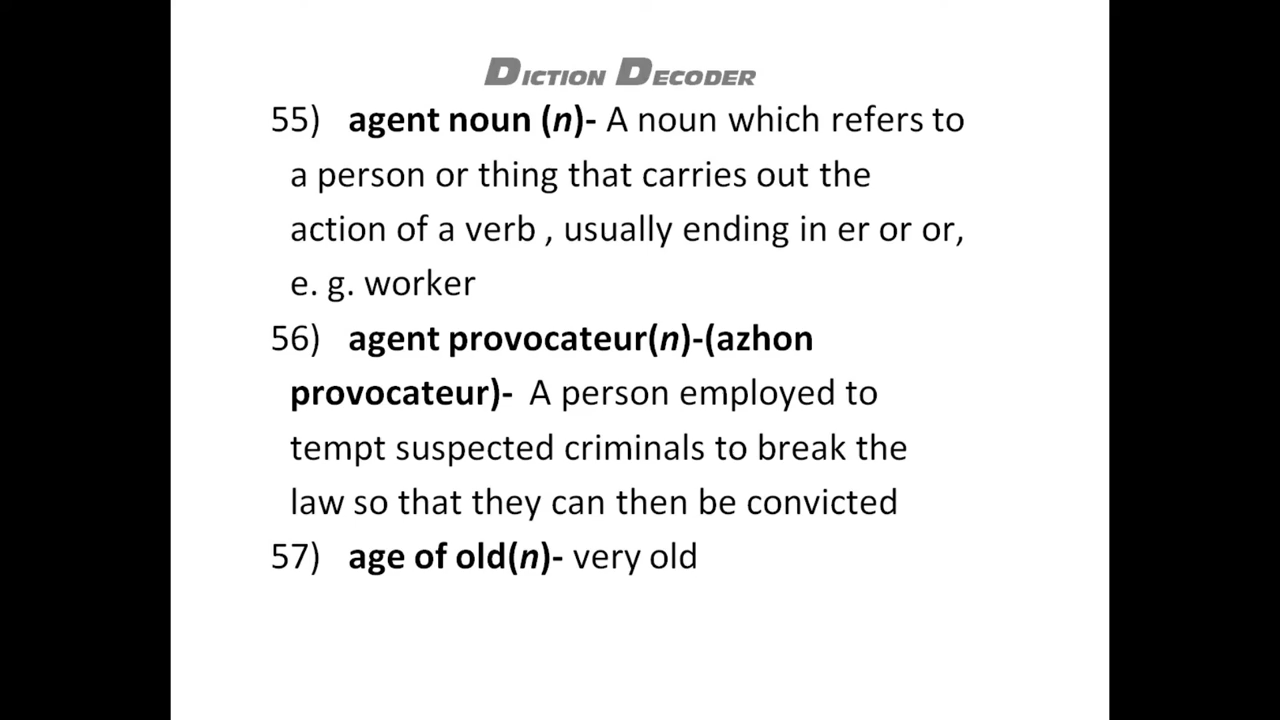 DICTION DECODER
55) agent noun (n)- A noun which refers to
a person or thing that carries out the
action of a verb , usually ending in er or or,
e. g. worker
56) agent provocateur(n)-(azhon
provocateur)- A person employed to
tempt suspected criminals to break the
law so that they can then be convicted
57) age of old(n)- very old